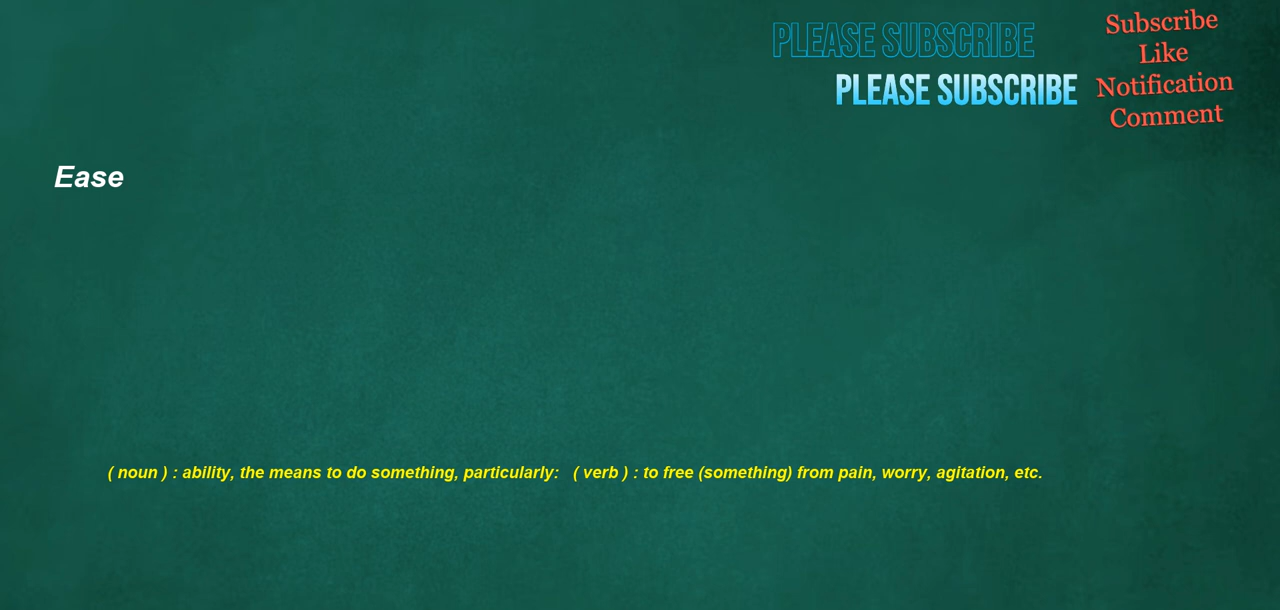 PLEASE SUBSCRIBE
PLEASE SUBSCRIBE
Subscribe
Like
Notification
Comment
Ease
( noun ) : ability, the means to do something, particularly:   ( verb ) : to free (something) from pain, worry, agitation, etc.